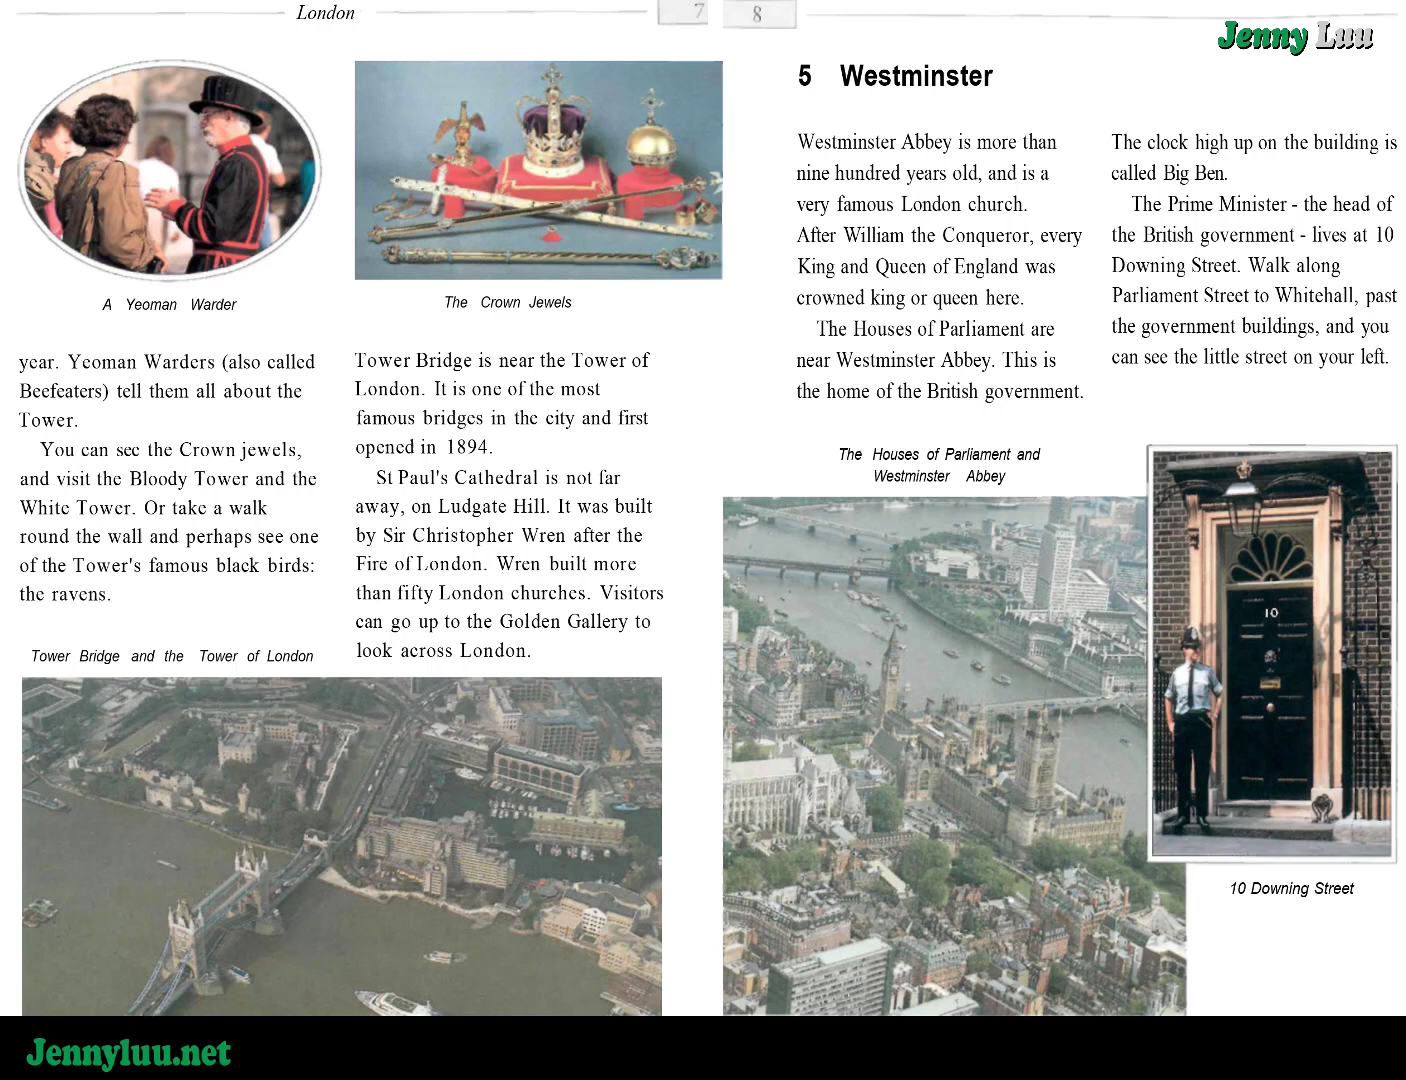 London
7
A Yeoman Warder
The Crown Jewels
year. Yeoman Warders (also called
Beefeaters) tell them all about the
Tower.
You can see the Crown jewels,
and visit the Bloody Tower and the
White Tower. Or take a walk
round the wall and perhaps see one
of the Tower's famous black birds:
the ravens.
Tower Bridge and the Tower of London
Tower Bridge is near the Tower of
London. It is one of the most
famous bridges in the city and first
opened in 1894.
St Paul's Cathedral is not far
away, on Ludgate Hill. It was built
by Sir Christopher Wren after the
Fire of London. Wren built more
than fifty London churches. Visitors
can go up to the Golden Gallery to
look across London.
8
Jenny Luu
5 Westminster
Westminster Abbey is more than
nine hundred years old, and is a
very famous London church.
After William the Conqueror, every
King and Queen of England was
crowned king or queen here.
The Houses of Parliament are
near Westminster Abbey. This is
the home of the British government.
The clock high up on the building is
called Big Ben.
The Prime Minister - the head of
the British government - lives at 10
Downing Street. Walk along
Parliament Street to Whitehall, past
the government buildings, and you
can see the little street on your left.
The Houses of Parliament and
Westminster Abbey
10
10 Downing Street
Jennyluu.net